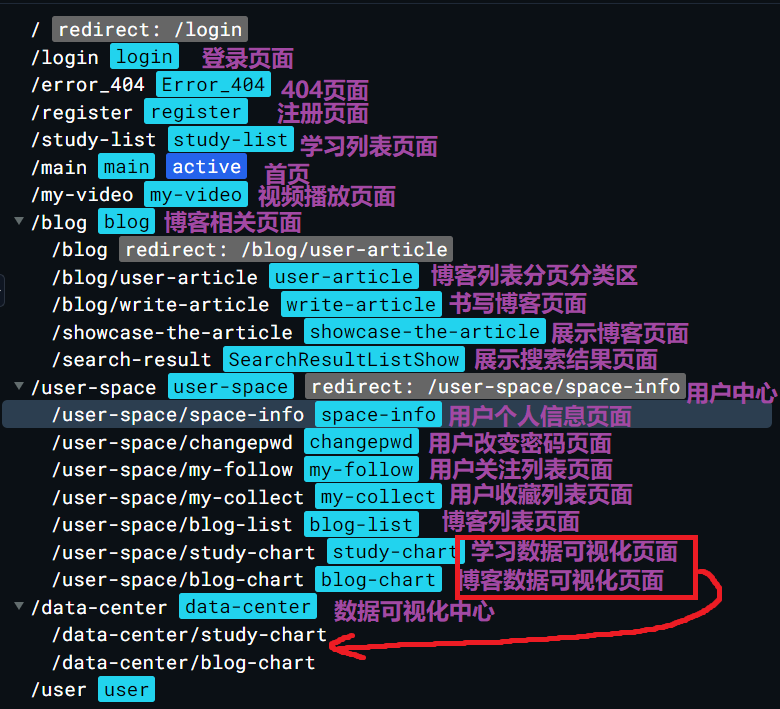 / redirect: /login
/login login 登录页面
/error_404 Error_404 404页面
/register register 注册页面
/study-list study-list 学习列表页面
/main main active 首页
/my-video my-video 视频播放页面
/blog blog 博客相关页面
/blog redirect: /blog/user-article
/blog/user-article user-article 博客列表分页分类区
/blog/write-article write-article 书写博客页面
/showcase-the-article showcase-the-article 展示博客页面
/search-result SearchResultListShow 展示搜索结果页面
/user-space user-space redirect: /user-space/space-info 用户中心
/user-space/space-info space-info 用户个人信息页面
/user-space/changepwd changepwd 用户改变密码页面
/user-space/my-follow my-follow 用户关注列表页面
/user-space/my-collect my-collect 用户收藏列表页面
/user-space/blog-list blog-list 博客列表页面
/user-space/study-chart study-chart 学习数据可视化页面
/user-space/blog-chart blog-chart 博客数据可视化页面
/data-center data-center 数据可视化中心
/data-center/study-chart
/data-center/blog-chart
/user user